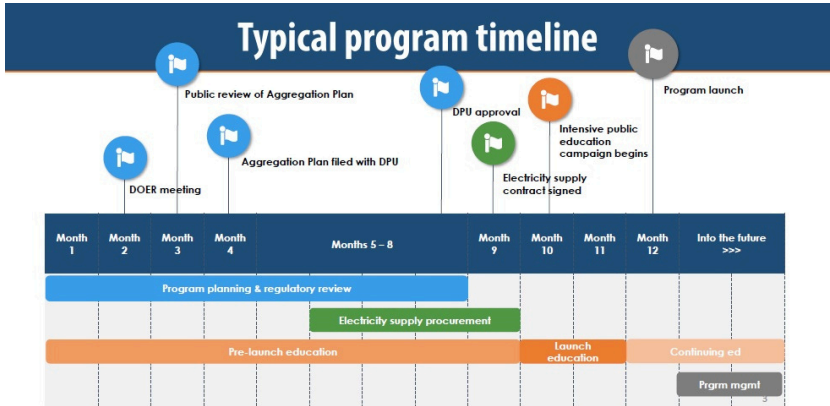 Typical program timeline
Public review of Aggregation Plan
Program launch
DPU approval
Intensive public
education
campaign begins
Aggregation Plan filed with DPU
DOER meeting
Electricity supply
contract signed
Month
1
Month
2
Month
3
Month
4
Months 5 – 8
Month
9
Month
10
Month
11
Month
12
Into the future
>>>
Program planning & regulatory review
Electricity supply procurement
Pre-launch education
Launch
education
Continuing ed
Prgrm mgmt
3